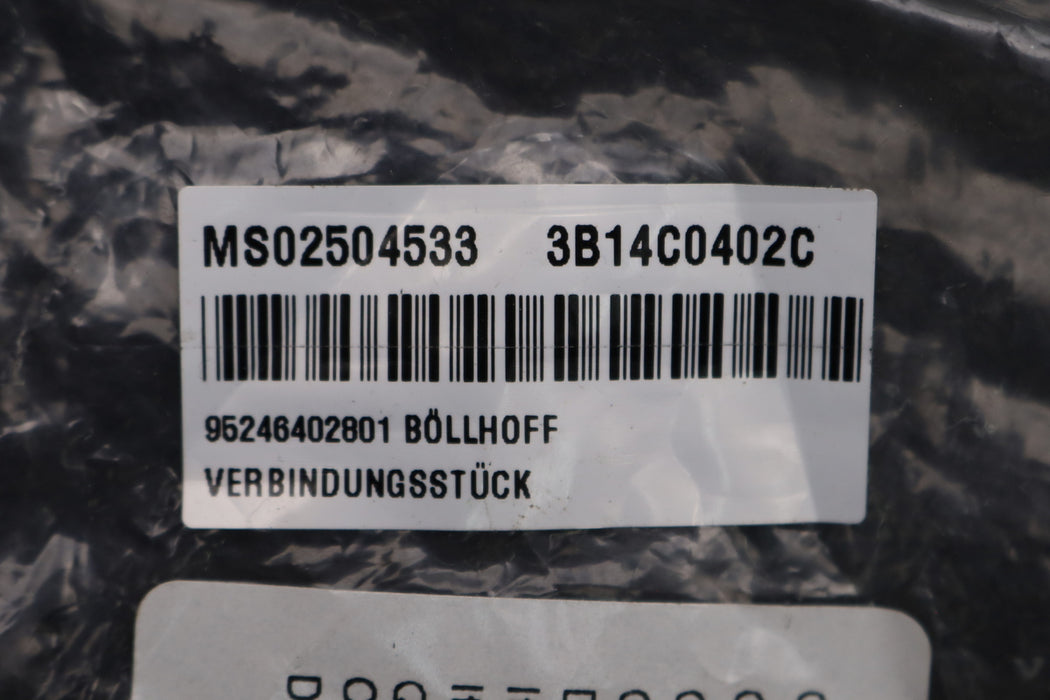 MS02504533 3B14C0402C
95246402801 BÖLLHOFF
VERBINDUNGSSTÜCK